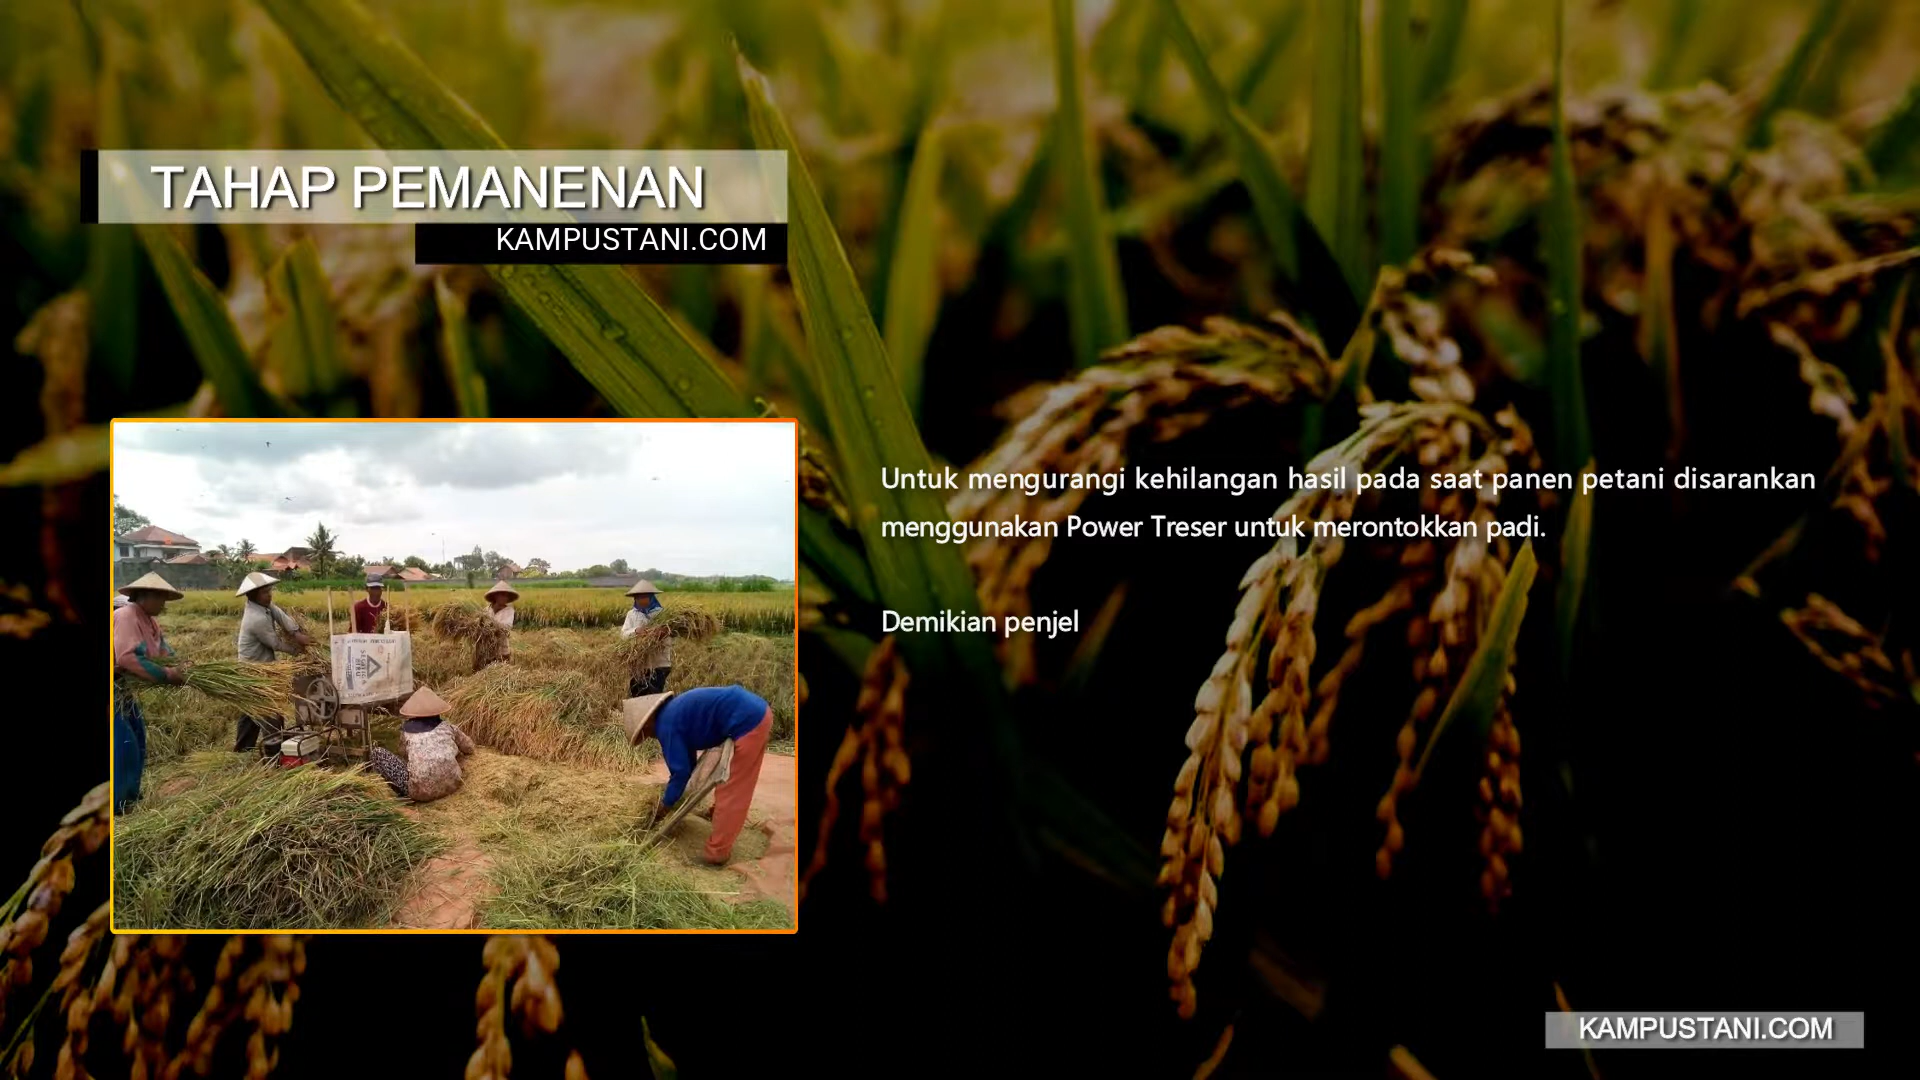 TAHAP PEMANENAN
KAMPUSTANI.COM
Untuk mengurangi kehilangan hasil pada saat panen petani disarankan
menggunakan Power Treser untuk merontokkan padi.
Demikian penjel
KAMPUSTANI.COM